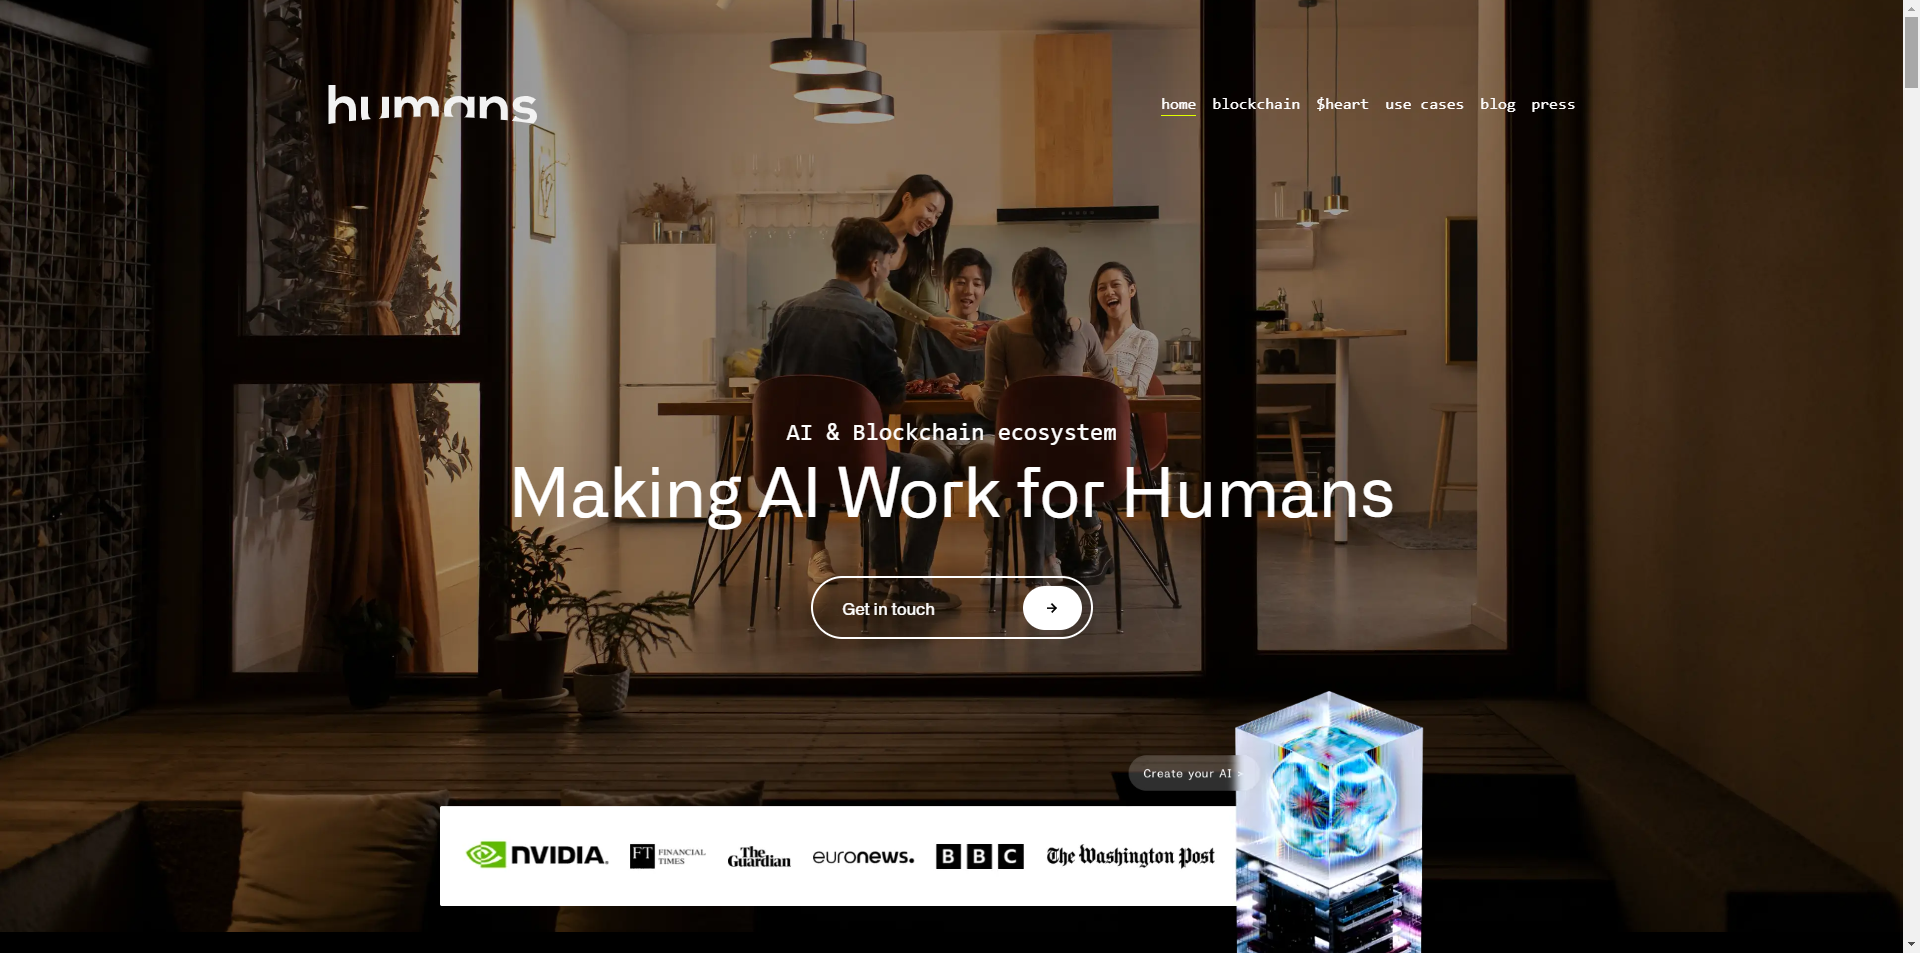 humans
home blockchain $heart use cases blog press
AI & Blockchain ecosystem
Making AI Work for Humans
Get in touch
Create your AI >
NVIDIA. FT FINANCIAL TIMES The Guardian euronews. BBC The Washington Post